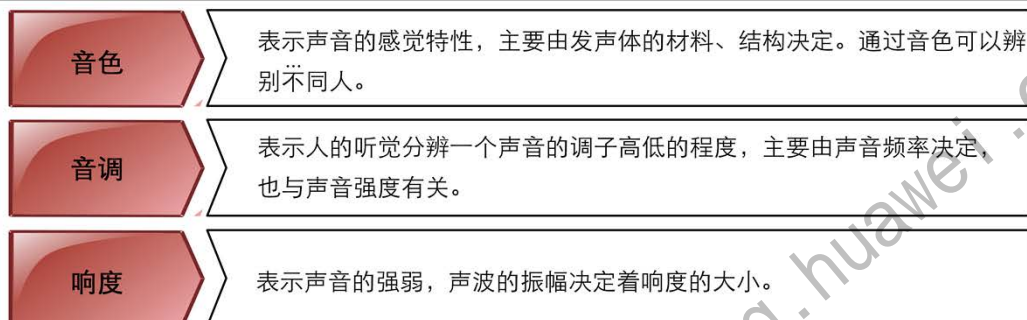 音色
表示声音的感觉特性，主要由发声体的材料、结构决定。通过音色可以辨
别不同人。
音调
表示人的听觉分辨一个声音的调子高低的程度，主要由声音频率决定，
也与声音强度有关。
响度
表示声音的强弱，声波的振幅决定着响度的大小。
g.huawei.